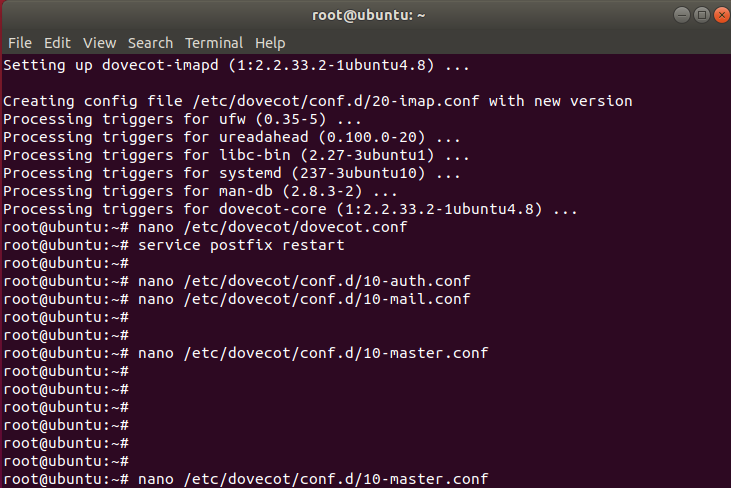 root@ubuntu: ~
File Edit View Search Terminal Help
Setting up dovecot-imapd (1:2.2.33.2-1ubuntu4.8) ...
Creating config file /etc/dovecot/conf.d/20-imap.conf with new version
Processing triggers for ufw (0.35-5) ...
Processing triggers for ureadahead (0.100.0-20) ...
Processing triggers for libc-bin (2.27-3ubuntu1) ...
Processing triggers for systemd (237-3ubuntu10) ...
Processing triggers for man-db (2.8.3-2) ...
Processing triggers for dovecot-core (1:2.2.33.2-1ubuntu4.8) ...
root@ubuntu:~# nano /etc/dovecot/dovecot.conf
root@ubuntu:~# service postfix restart
root@ubuntu:~#
root@ubuntu:~# nano /etc/dovecot/conf.d/10-auth.conf
root@ubuntu:~# nano /etc/dovecot/conf.d/10-mail.conf
root@ubuntu:~#
root@ubuntu:~#
root@ubuntu:~# nano /etc/dovecot/conf.d/10-master.conf
root@ubuntu:~#
root@ubuntu:~#
root@ubuntu:~#
root@ubuntu:~#
root@ubuntu:~#
root@ubuntu:~#
root@ubuntu:~# nano /etc/dovecot/conf.d/10-master.conf